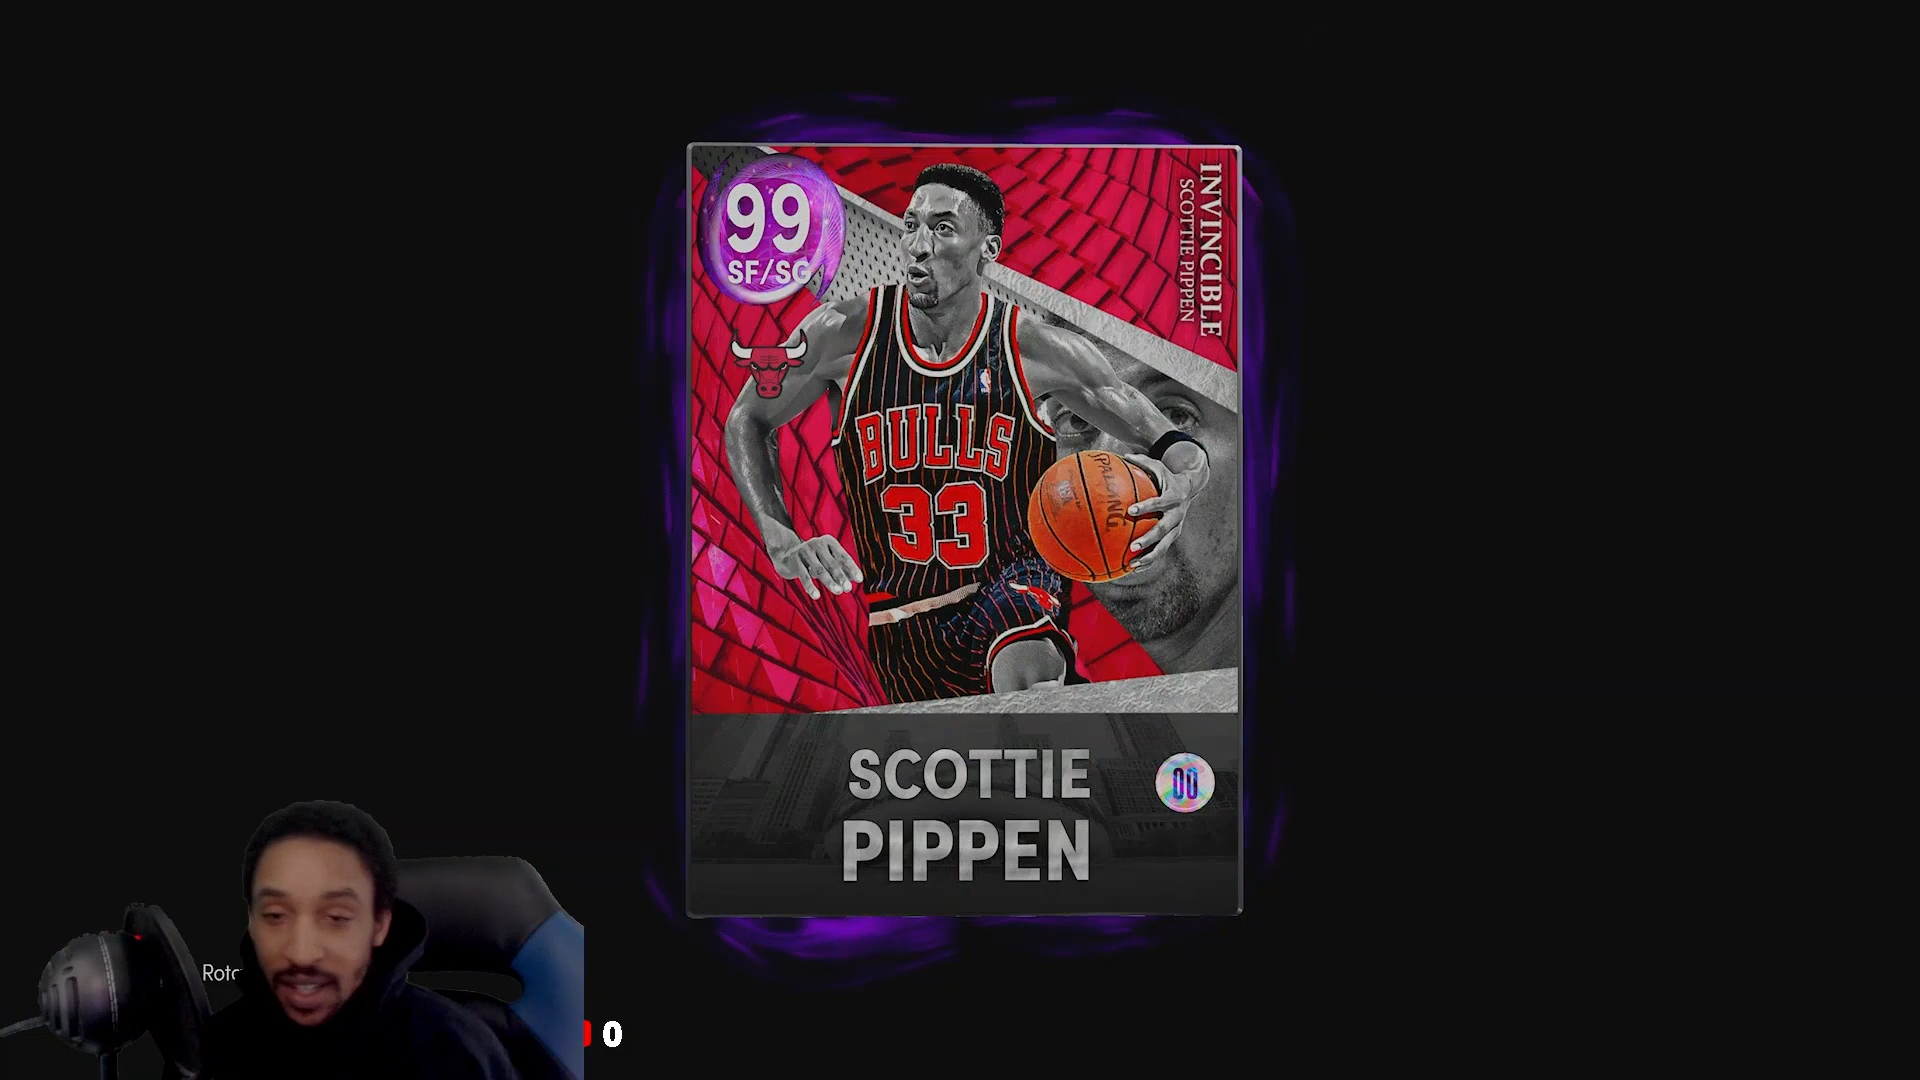 99
SF/SG
INVINCIBLE
SCOTTIE PIPPEN
BULLS
33
SPALDING
SCOTTIE
PIPPEN
00
0